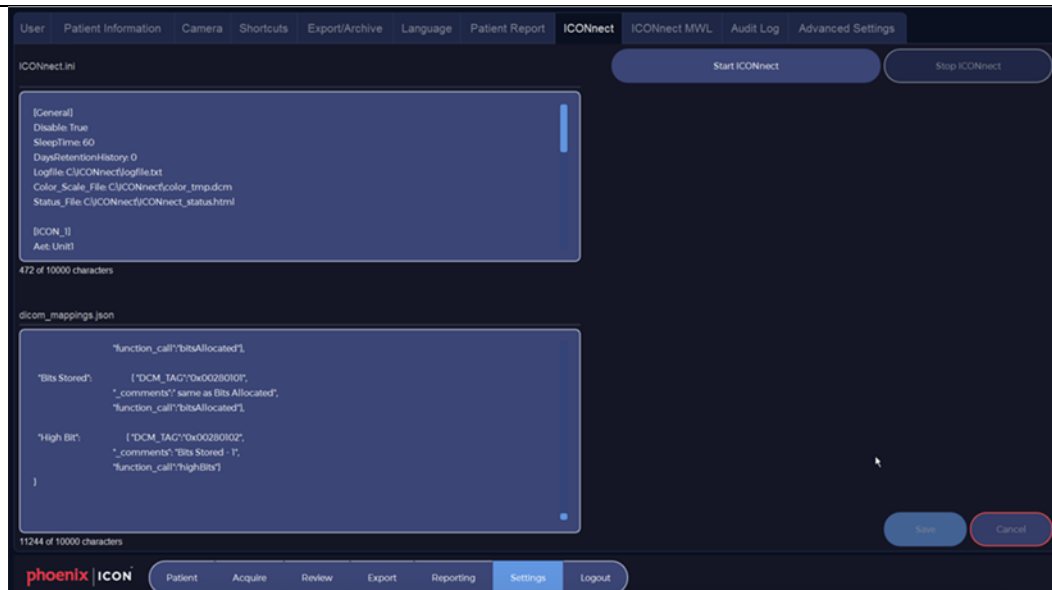 User Patient Information Camera Shortcuts Export/Archive Language Patient Report ICONnect ICONnect MWL Audit Log Advanced Settings
ICONnect.ini
Start ICONnect
Stop ICONnect
[General]
Disable: True
SleepTime: 60
DaysRetentionHistory: 0
Logfile: C:\ICONnect\logfile.txt
Color_Scale_File: C:\ICONnect\color_tmp.dcm
Status_File: C:\ICONnect\ICONnect_status.html
[ICON_1]
Aet: Unit1
472 of 10000 characters
dicom_mappings.json
"function_call":"bitsAllocated"},
"Bits Stored": { "DCM_TAG":"0x00280101",
"_comments":" same as Bits Allocated",
"function_call":"bitsAllocated"},
"High Bit": { "DCM_TAG":"0x00280102",
"_comments": "Bits Stored - 1",
"function_call":"highBits"}
}
11244 of 10000 characters
Save
Cancel
phoenix | ICON
Patient Acquire Review Export Reporting Settings Logout